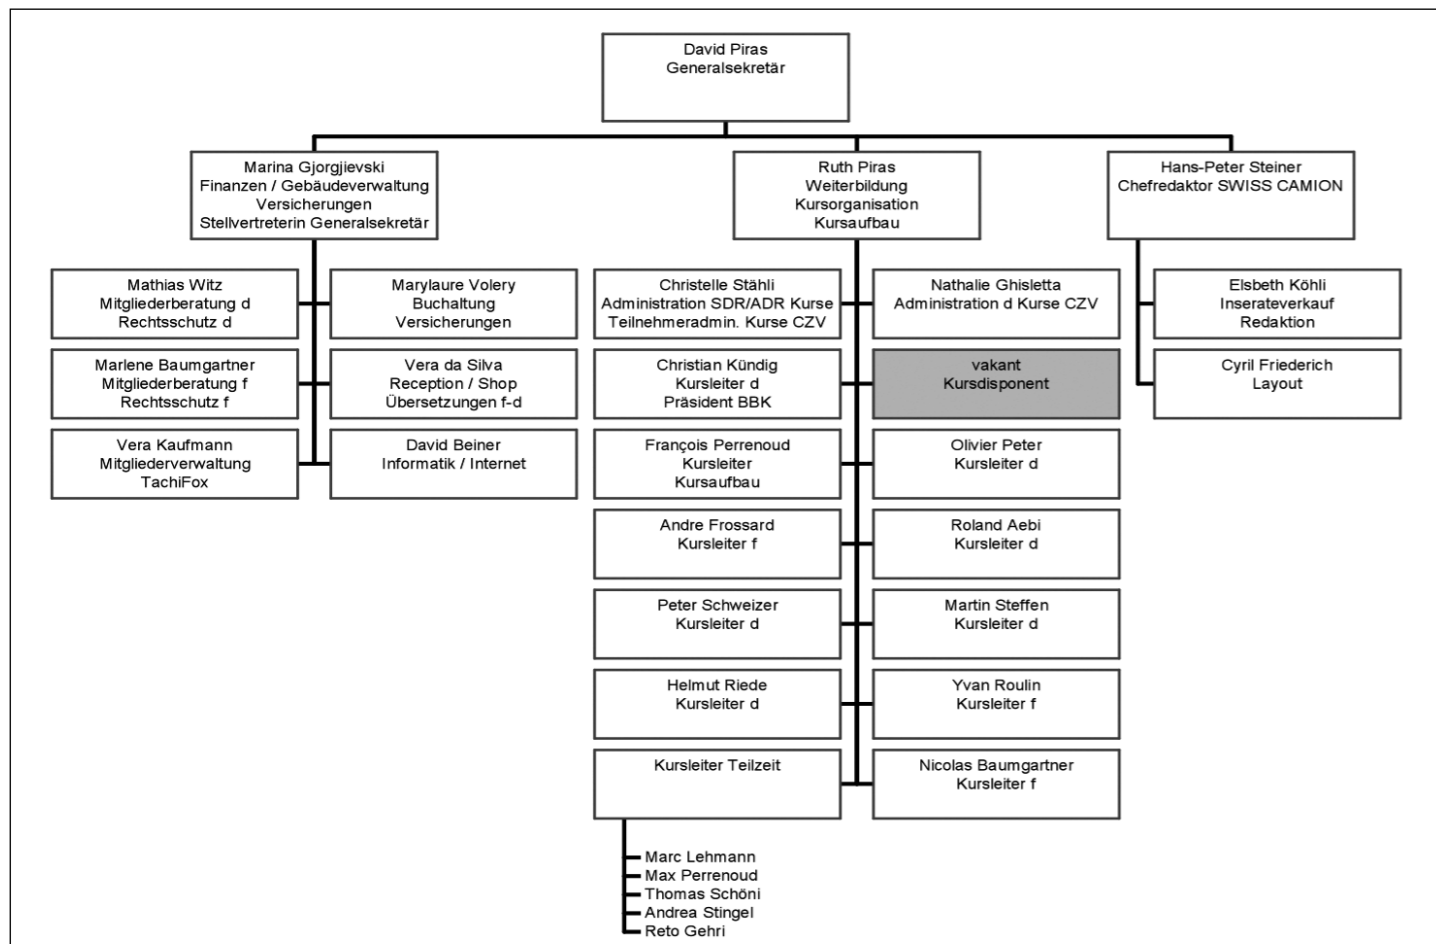 David Piras
Generalsekretär
Marina Gjorgjievski
Finanzen / Gebäudeverwaltung
Versicherungen
Stellvertreterin Generalsekretär
Ruth Piras
Weiterbildung
Kursorganisation
Kursaufbau
Hans-Peter Steiner
Chefredaktor SWISS CAMION
Mathias Witz
Mitgliederberatung d
Rechtsschutz d
Marylaure Volery
Buchaltung
Versicherungen
Christelle Stähli
Administration SDR/ADR Kurse
Teilnehmeradmin. Kurse CZV
Nathalie Ghisletta
Administration d Kurse CZV
Elsbeth Köhli
Inserateverkauf
Redaktion
Marlene Baumgartner
Mitgliederberatung f
Rechtsschutz f
Vera da Silva
Reception / Shop
Übersetzungen f-d
Christian Kündig
Kursleiter d
Präsident BBK
vakant
Kursdisponent
Cyril Friederich
Layout
Vera Kaufmann
Mitgliederverwaltung
TachiFox
David Beiner
Informatik / Internet
François Perrenoud
Kursleiter
Kursaufbau
Olivier Peter
Kursleiter d
Andre Frossard
Kursleiter f
Roland Aebi
Kursleiter d
Peter Schweizer
Kursleiter d
Martin Steffen
Kursleiter d
Helmut Riede
Kursleiter d
Yvan Roulin
Kursleiter f
Kursleiter Teilzeit
Nicolas Baumgartner
Kursleiter f
Marc Lehmann
Max Perrenoud
Thomas Schöni
Andrea Stingel
Reto Gehri